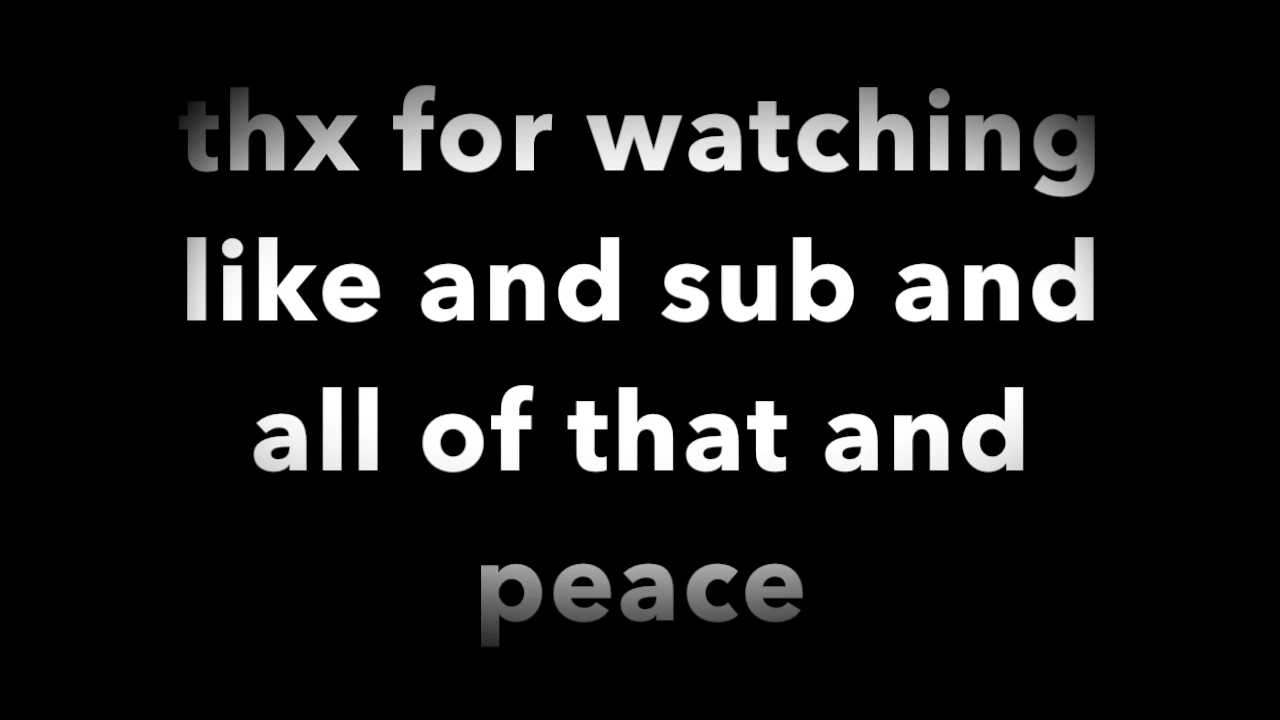 thx for watching
like and sub and
all of that and
peace